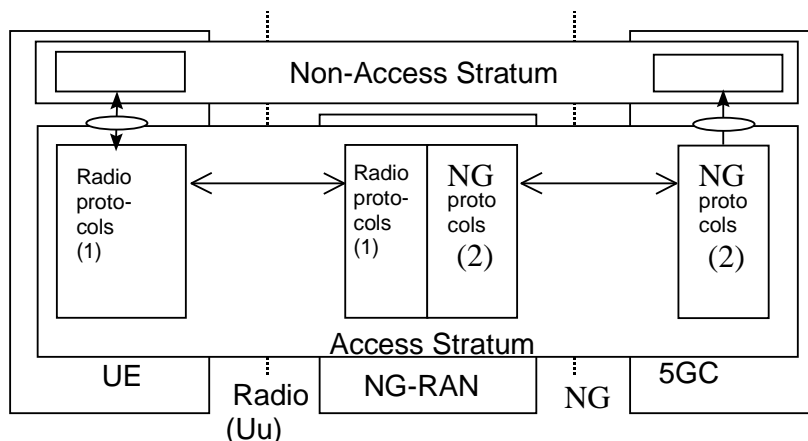 Non-Access Stratum
Radio
proto-
cols
(1)
Radio
proto-
cols
(1)
NG
proto
cols
(2)
NG
proto
cols
(2)
Access Stratum
UE
Radio
(Uu)
NG-RAN
NG
5GC